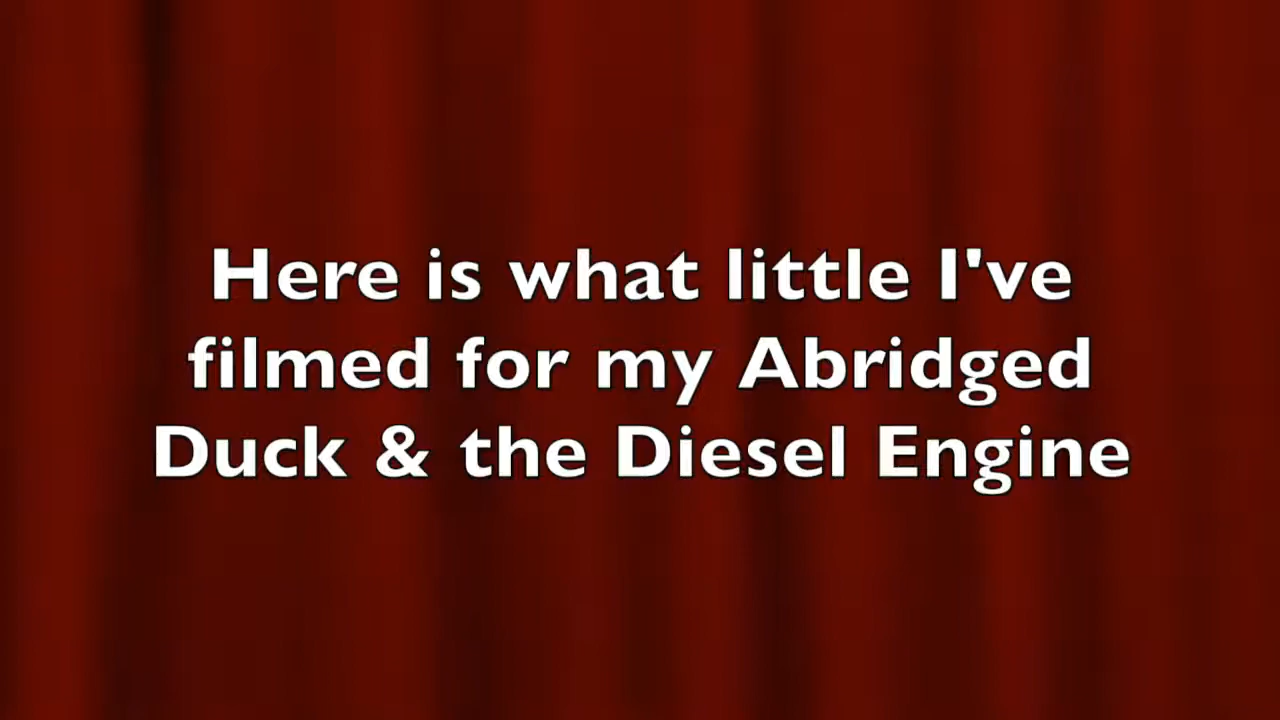 Here is what little I've
filmed for my Abridged
Duck & the Diesel Engine